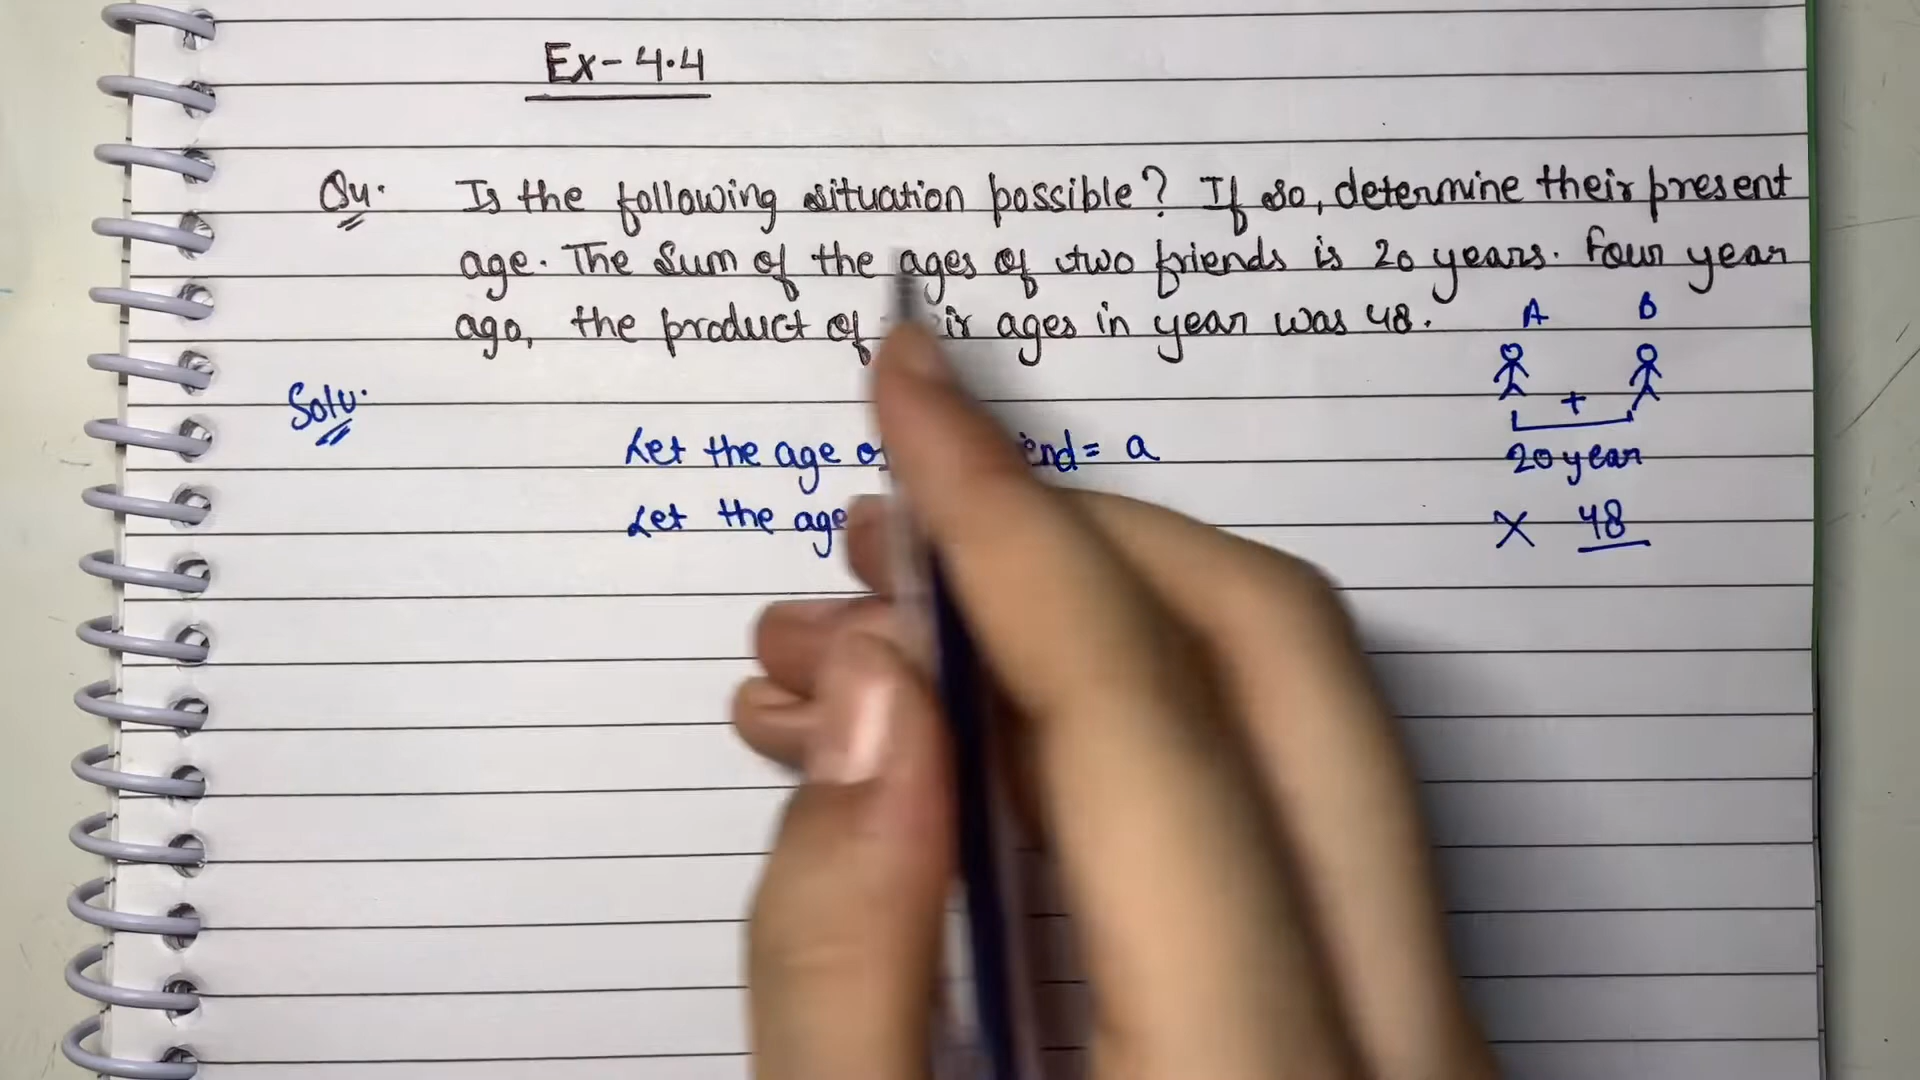 Ex- 4.4
Q4. Is the following situation possible? If so, determine their present
age. The Sum of the ages of two friends is 20 years. Four year
ago, the product of ir ages in year was 48.
A B
Solu.
+
Let the age end= a
20 year
Let the age
× 48